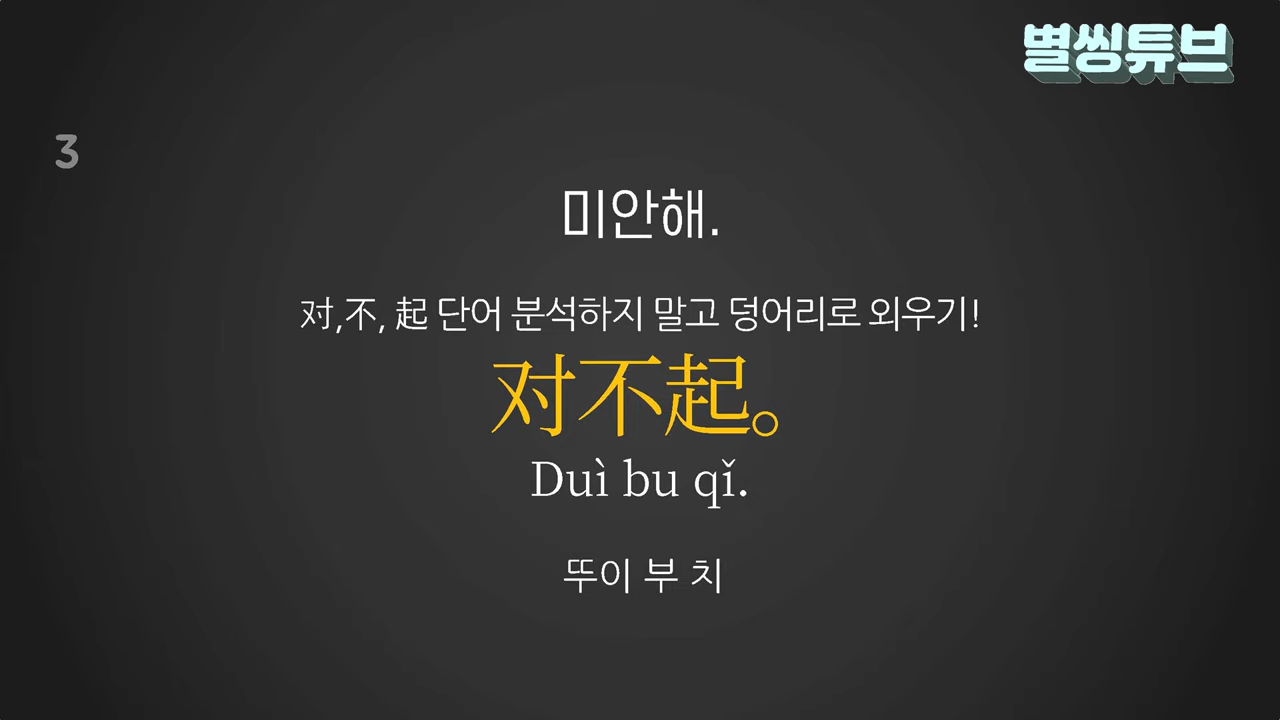 별씽튜브
3
미안해.
对,不, 起 단어 분석하지 말고 덩어리로 외우기!
对不起。
Duì bu qǐ.
뚜이 부 치